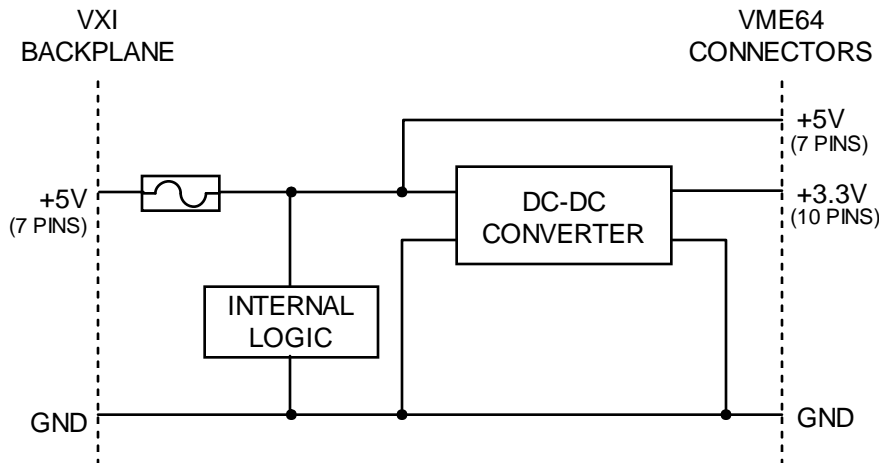 VXI
BACKPLANE
VME64
CONNECTORS
+5V
(7 PINS)
+5V
(7 PINS)
DC-DC
CONVERTER
+3.3V
(10 PINS)
INTERNAL
LOGIC
GND
GND